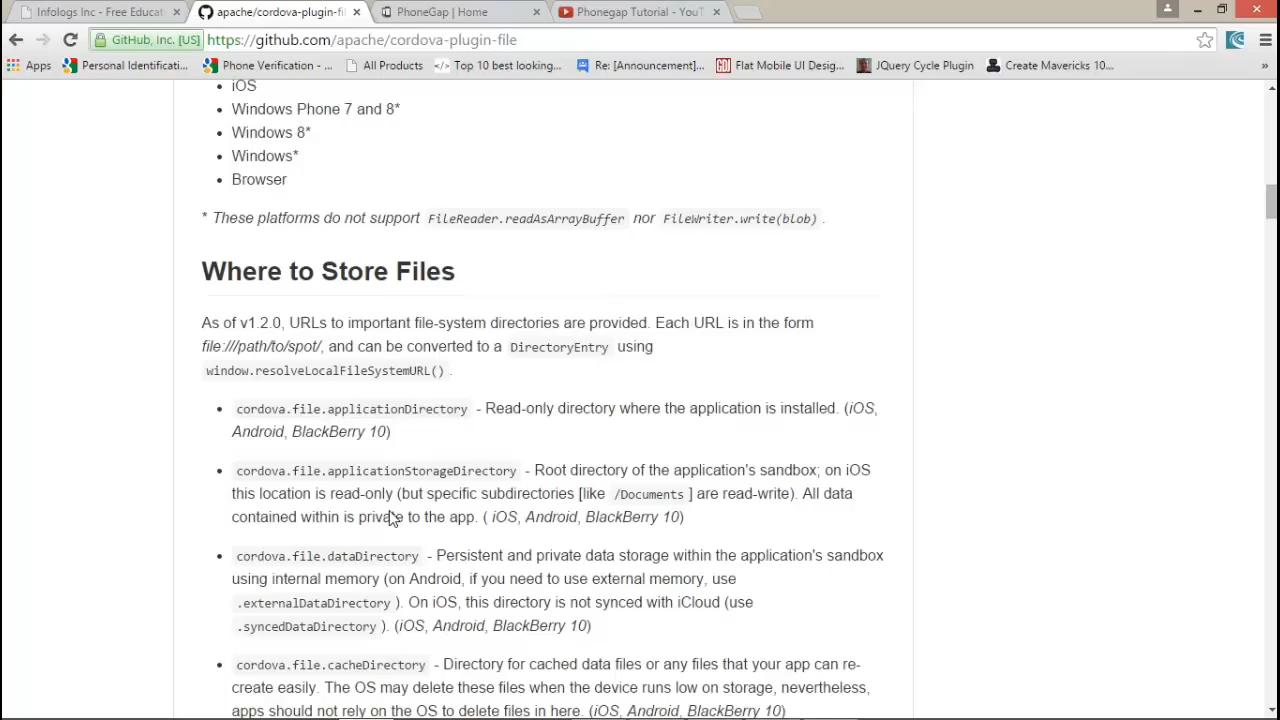 Infologs Inc - Free Educat
apache/cordova-plugin-fil
PhoneGap | Home
Phonegap Tutorial - YouT
GitHub, Inc. [US]
https://github.com/apache/cordova-plugin-file
Apps
Personal Identificati...
Phone Verification - ...
All Products
Top 10 best looking...
Re: [Announcement]...
Flat Mobile UI Desig...
JQuery Cycle Plugin
Create Mavericks 10...
»
• iOS
• Windows Phone 7 and 8*
• Windows 8*
• Windows*
• Browser
* These platforms do not support FileReader.readAsArrayBuffer nor FileWriter.write(blob) .
Where to Store Files
As of v1.2.0, URLs to important file-system directories are provided. Each URL is in the form
file:///path/to/spot/, and can be converted to a DirectoryEntry using
window.resolveLocalFileSystemURL() .
• cordova.file.applicationDirectory - Read-only directory where the application is installed. (iOS,
Android, BlackBerry 10)
• cordova.file.applicationStorageDirectory - Root directory of the application's sandbox; on iOS
this location is read-only (but specific subdirectories [like /Documents ] are read-write). All data
contained within is private to the app. ( iOS, Android, BlackBerry 10)
• cordova.file.dataDirectory - Persistent and private data storage within the application's sandbox
using internal memory (on Android, if you need to use external memory, use
.externalDataDirectory ). On iOS, this directory is not synced with iCloud (use
.syncedDataDirectory ). (iOS, Android, BlackBerry 10)
• cordova.file.cacheDirectory - Directory for cached data files or any files that your app can re-
create easily. The OS may delete these files when the device runs low on storage, nevertheless,
apps should not rely on the OS to delete files in here. (iOS, Android, BlackBerry 10)